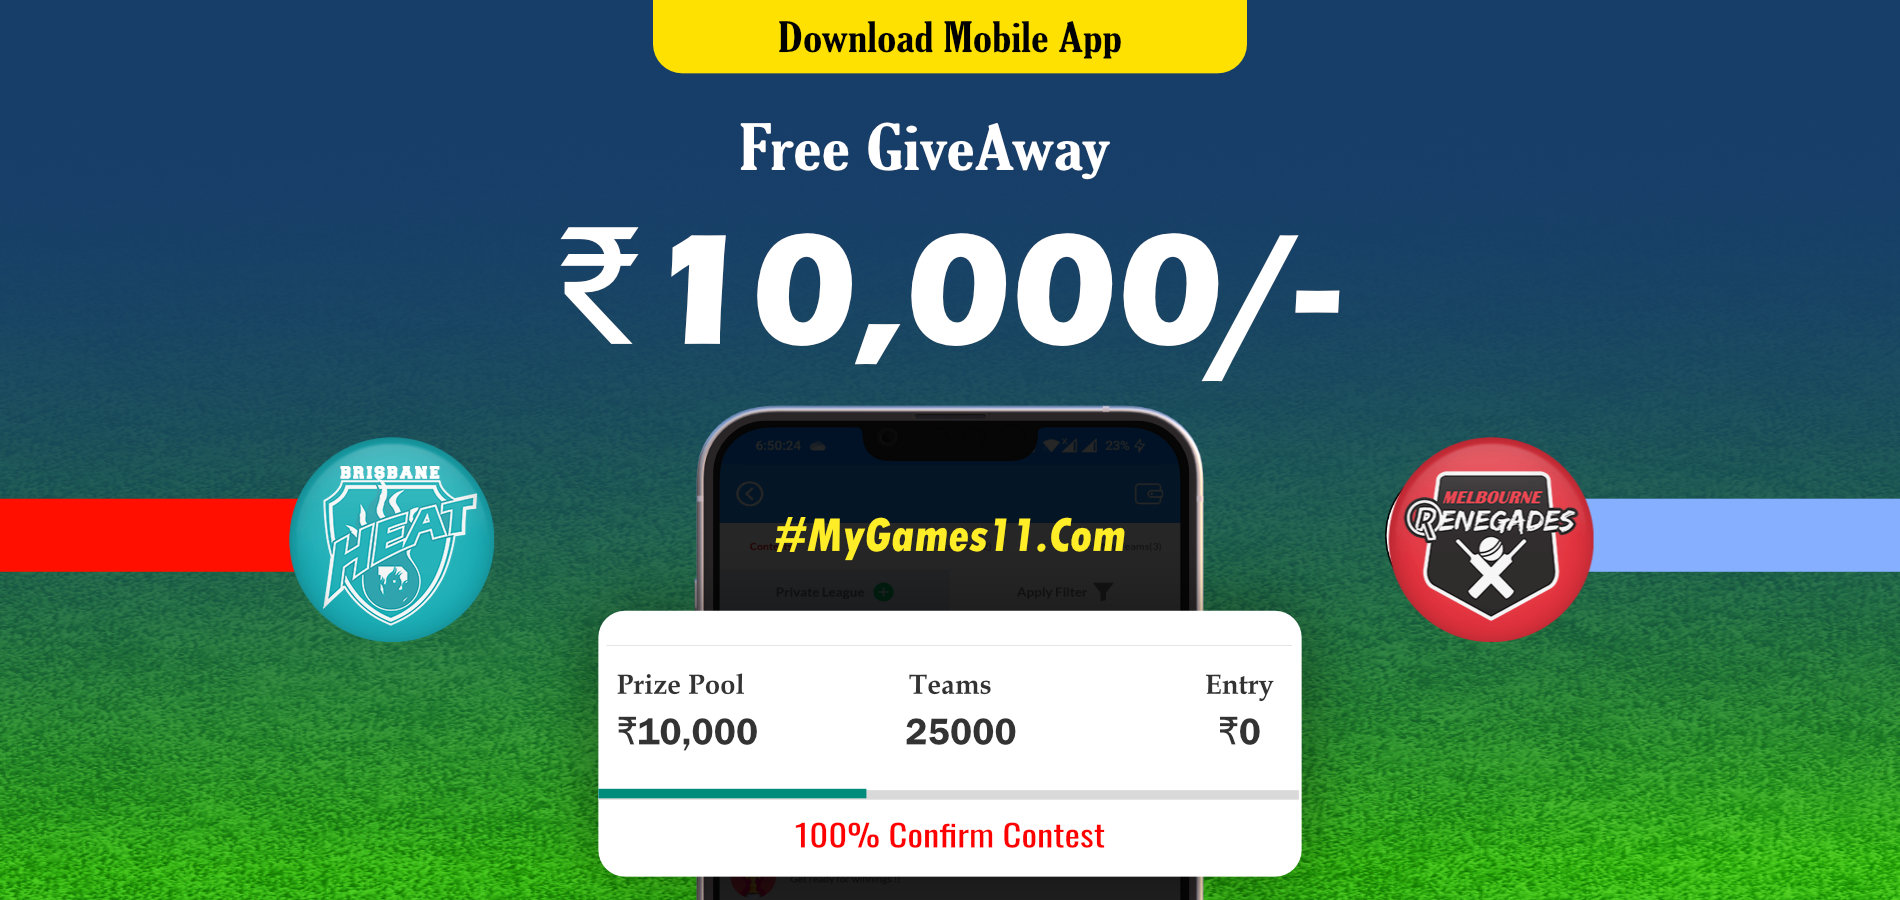 Download Mobile App
Free GiveAway
₹10,000/-
6:50:24
23%
#MyGames11.Com
Private League
Apply Filter
BRISBANE
HEAT
MELBOURNE
RENEGADES
Prize Pool
Teams
Entry
₹10,000
25000
₹0
100% Confirm Contest